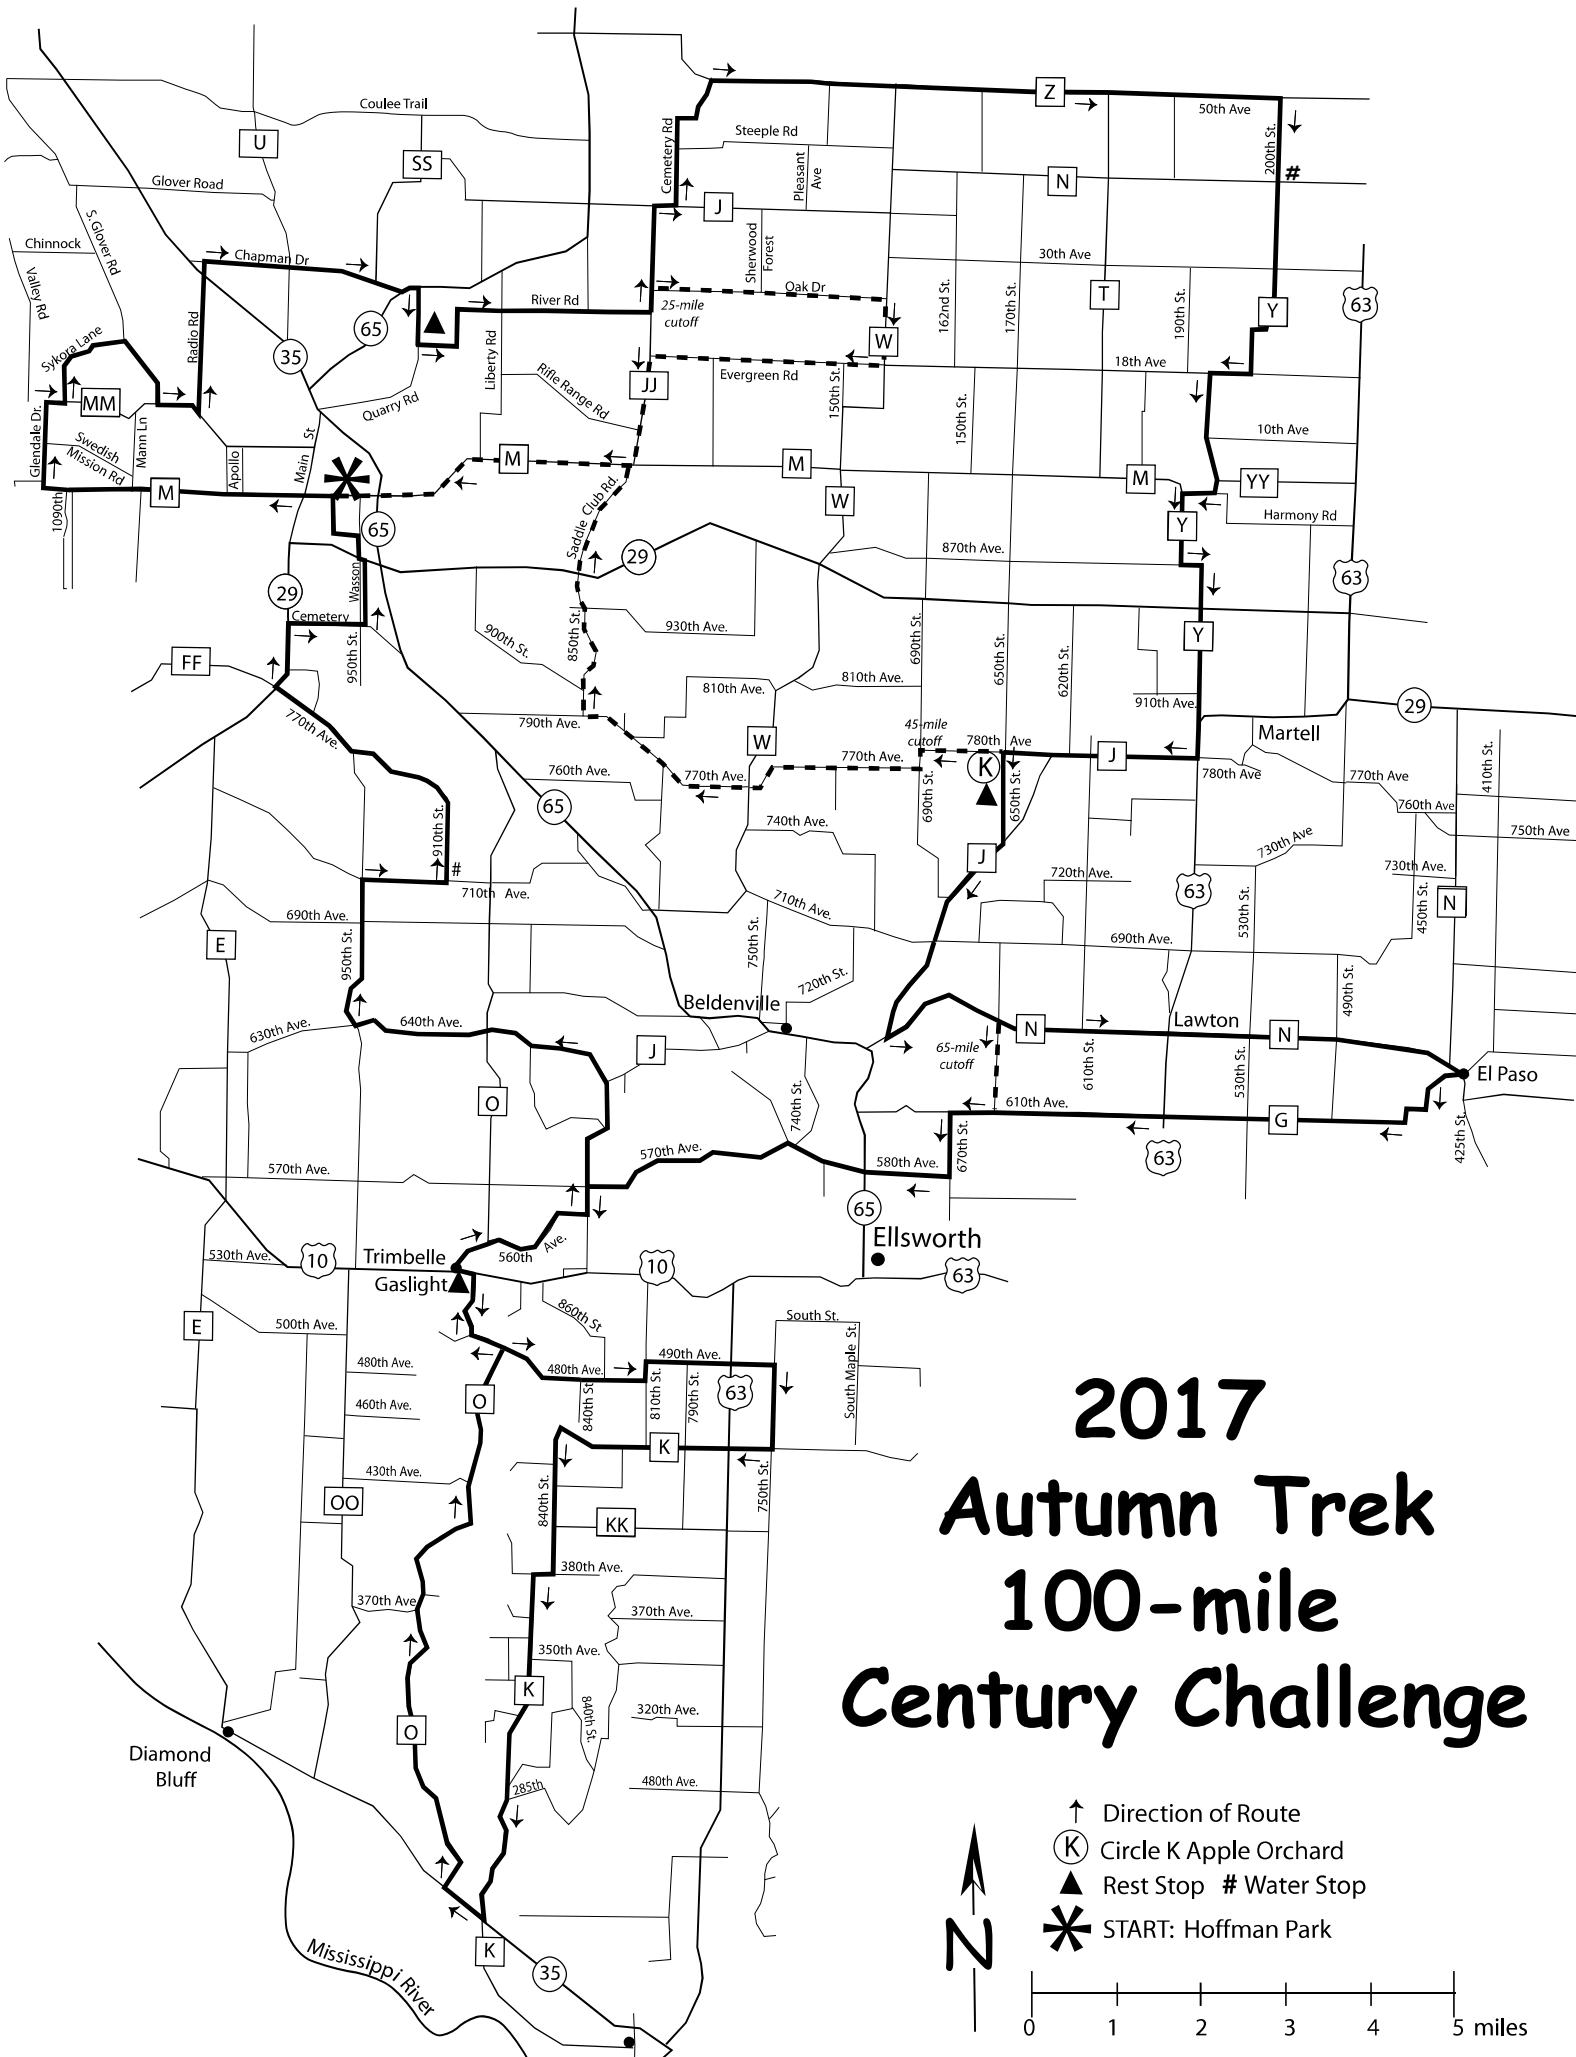 Coulee Trail
Z
50th Ave
Steeple Rd
U
SS
Cemetery Rd
200th St.
#
Pleasant
Ave
N
Glover Road
J
S. Glover Rd
Chinnock
Chapman Dr
Sherwood
Forest
30th Ave
Valley Rd
Oak Dr
T
River Rd
25-mile
cutoff
162nd St.
170th St.
190th St.
Y
63
65
W
Sykora Lane
Radio Rd
35
Liberty Rd
Evergreen Rd
18th Ave
JJ
Rifle Range Rd
150th St.
150th St.
MM
Quarry Rd
Glendale Dr.
Swedish
Mission Rd
Mann Ln
Apollo
Main St
10th Ave
M
M
M
M
YY
W
1090th
65
Saddle Club Rd.
Y
Harmony Rd
29
870th Ave.
63
29
Wasson
Cemetery
950th St.
900th St.
850th St.
930th Ave.
690th St.
650th St.
620th St.
Y
FF
810th Ave.
810th Ave.
910th Ave.
29
770th Ave.
790th Ave.
45-mile
cutoff
780th Ave
Martell
W
770th Ave.
K
J
780th Ave
410th St.
760th Ave.
770th Ave.
690th St.
650th St.
770th Ave
65
760th Ave
740th Ave.
750th Ave
910th St.
#
J
730th Ave
730th Ave.
710th Ave.
720th Ave.
63
710th Ave.
N
690th Ave.
450th St.
530th St.
E
950th St.
750th St.
690th Ave.
720th St.
490th St.
Beldenville
640th Ave.
630th Ave.
N
Lawton
N
J
65-mile
cutoff
610th St.
530th St.
El Paso
O
740th St.
610th Ave.
G
425th St.
570th Ave.
670th St.
570th Ave.
580th Ave.
63
65
Ellsworth
560th Ave.
530th Ave.
10
Trimbelle
Gaslight
10
63
E
500th Ave.
860th St
South St.
South Maple St.
480th Ave.
480th Ave.
490th Ave.
O
840th St.
810th St.
790th St.
63
460th Ave.
K
430th Ave.
OO
840th St.
750th St.
KK
380th Ave.
370th Ave
370th Ave.
350th Ave.
K
840th St.
320th Ave.
O
Diamond
Bluff
285th
480th Ave.
K
35
Mississippi River
2017
Autumn Trek
100-mile
Century Challenge
Direction of Route
K Circle K Apple Orchard
Rest Stop # Water Stop
START: Hoffman Park
N
0 1 2 3 4 5 miles